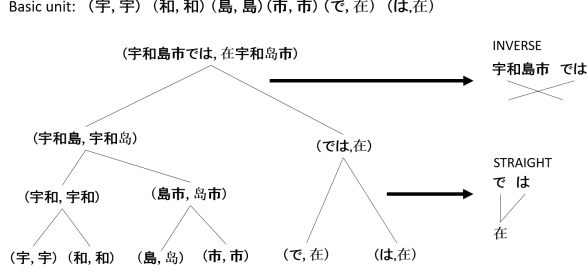 Basic unit: (宇, 宇) (和, 和) (島, 島) (市, 市) (で, 在) (は,在)
INVERSE
(宇和島市では, 在宇和岛市)
宇和島市 では
(宇和島, 宇和岛)
(では,在)
STRAIGHT
で は
(宇和, 宇和) (島市, 岛市)
在
(宇, 宇) (和, 和) (島, 岛) (市, 市) (で, 在) (は,在)